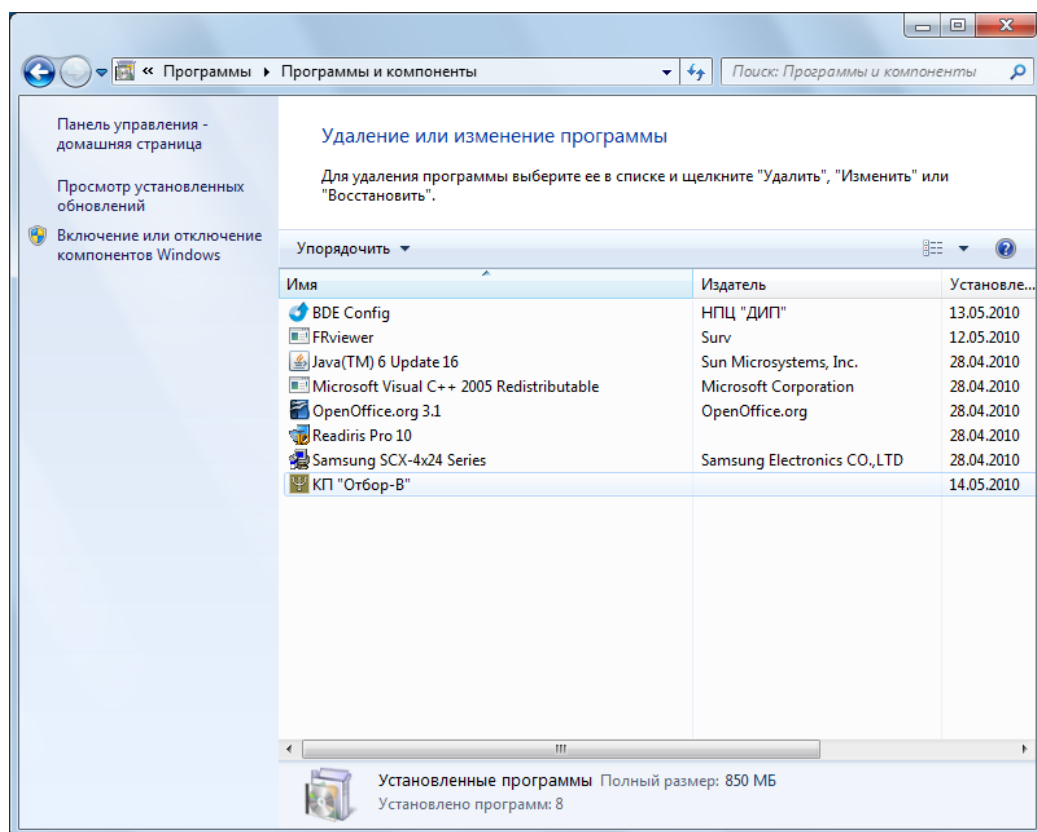 « Программы ▸ Программы и компоненты
Поиск: Программы и компоненты
Панель управления -
домашняя страница
Просмотр установленных
обновлений
Включение или отключение
компонентов Windows
Удаление или изменение программы
Для удаления программы выберите ее в списке и щелкните "Удалить", "Изменить" или
"Восстановить".
Упорядочить
Имя Издатель Установле...
BDE Config НПЦ "ДИП" 13.05.2010
FRviewer Surv 12.05.2010
Java(TM) 6 Update 16 Sun Microsystems, Inc. 28.04.2010
Microsoft Visual C++ 2005 Redistributable Microsoft Corporation 28.04.2010
OpenOffice.org 3.1 OpenOffice.org 28.04.2010
Readiris Pro 10 28.04.2010
Samsung SCX-4x24 Series Samsung Electronics CO.,LTD 28.04.2010
КП "Отбор-В" 14.05.2010
Установленные программы Полный размер: 850 МБ
Установлено программ: 8